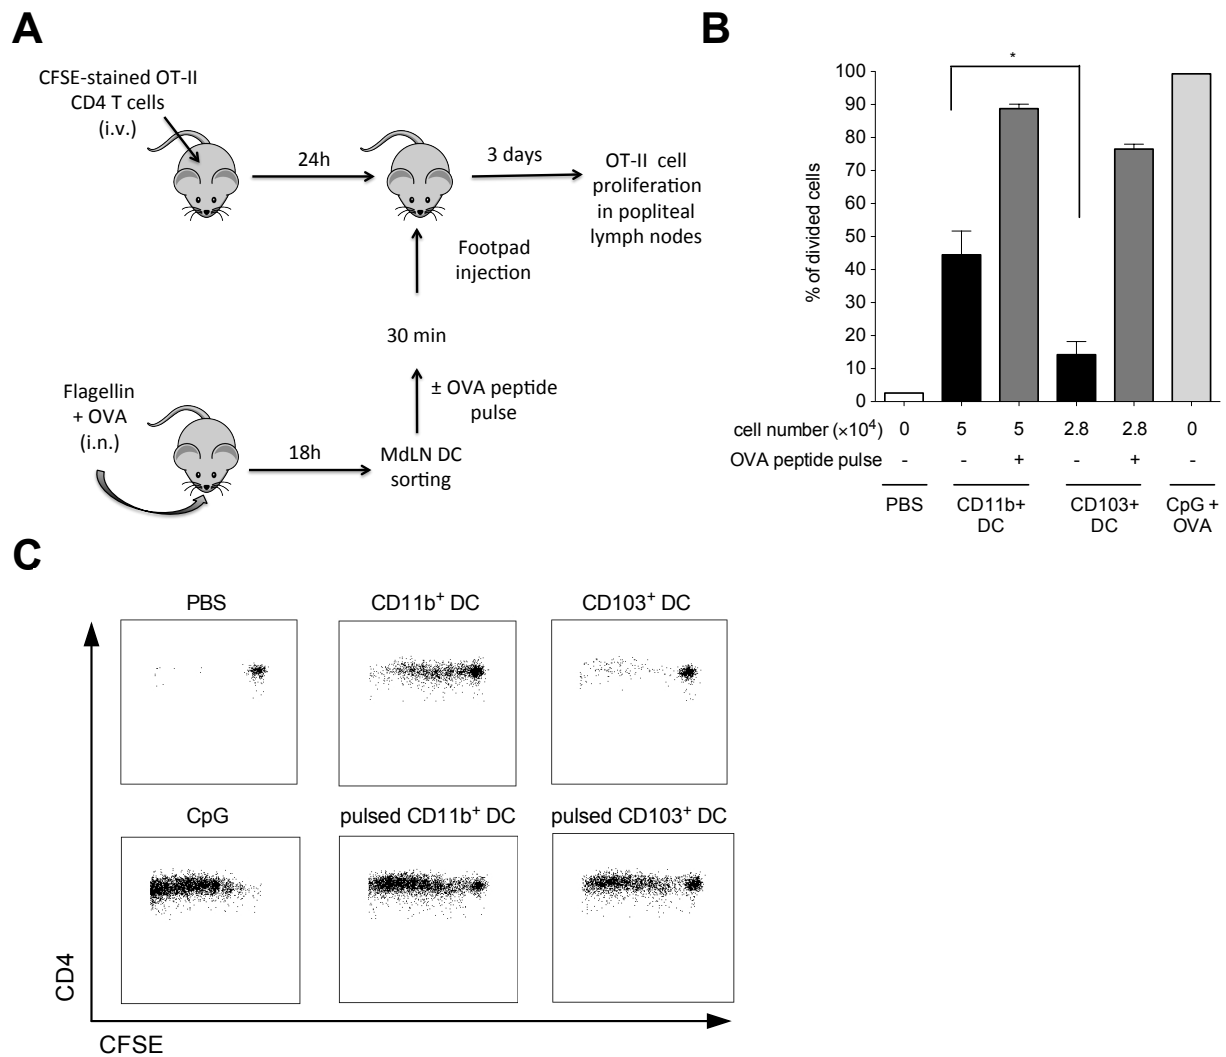 A
CFSE-stained OT-II
CD4 T cells
(i.v.)
24h
3 days
OT-II cell
proliferation
in popliteal
lymph nodes
Footpad
injection
30 min
± OVA peptide
pulse
Flagellin
+ OVA
(i.n.)
18h
MdLN DC
sorting
B
*
% of divided cells
100
90
80
70
60
50
40
30
20
10
0
cell number (×10⁴) 0 5 5 2.8 2.8 0
OVA peptide pulse - - + - + -
PBS CD11b+ CD103+ CpG +
DC DC OVA
C
PBS CD11b⁺ DC CD103⁺ DC
CpG pulsed CD11b⁺ DC pulsed CD103⁺ DC
CD4
CFSE